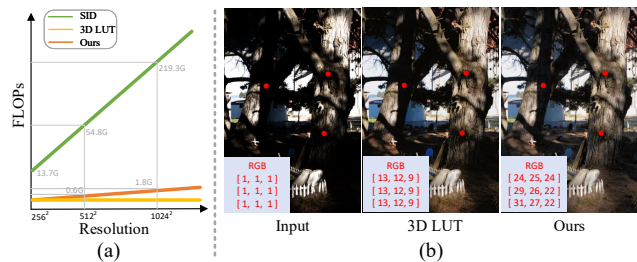 SID
3D LUT
Ours
FLOPs
219.3G
54.8G
13.7G
1.8G
0.6G
256²
512²
1024²
Resolution
(a)
RGB
[ 1, 1, 1 ]
[ 1, 1, 1 ]
[ 1, 1, 1 ]
Input
RGB
[ 13, 12, 9 ]
[ 13, 12, 9 ]
[ 13, 12, 9 ]
3D LUT
RGB
[ 24, 25, 24 ]
[ 29, 26, 22 ]
[ 31, 27, 22 ]
Ours
(b)